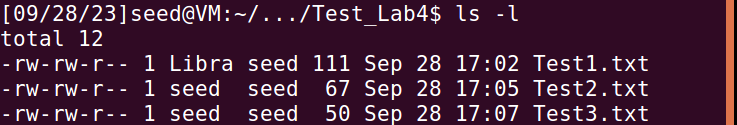 [09/28/23]seed@VM:~/.../Test_Lab4$ ls -l
total 12
-rw-rw-r-- 1 Libra seed 111 Sep 28 17:02 Test1.txt
-rw-rw-r-- 1 seed  seed  67 Sep 28 17:05 Test2.txt
-rw-rw-r-- 1 seed  seed  50 Sep 28 17:07 Test3.txt